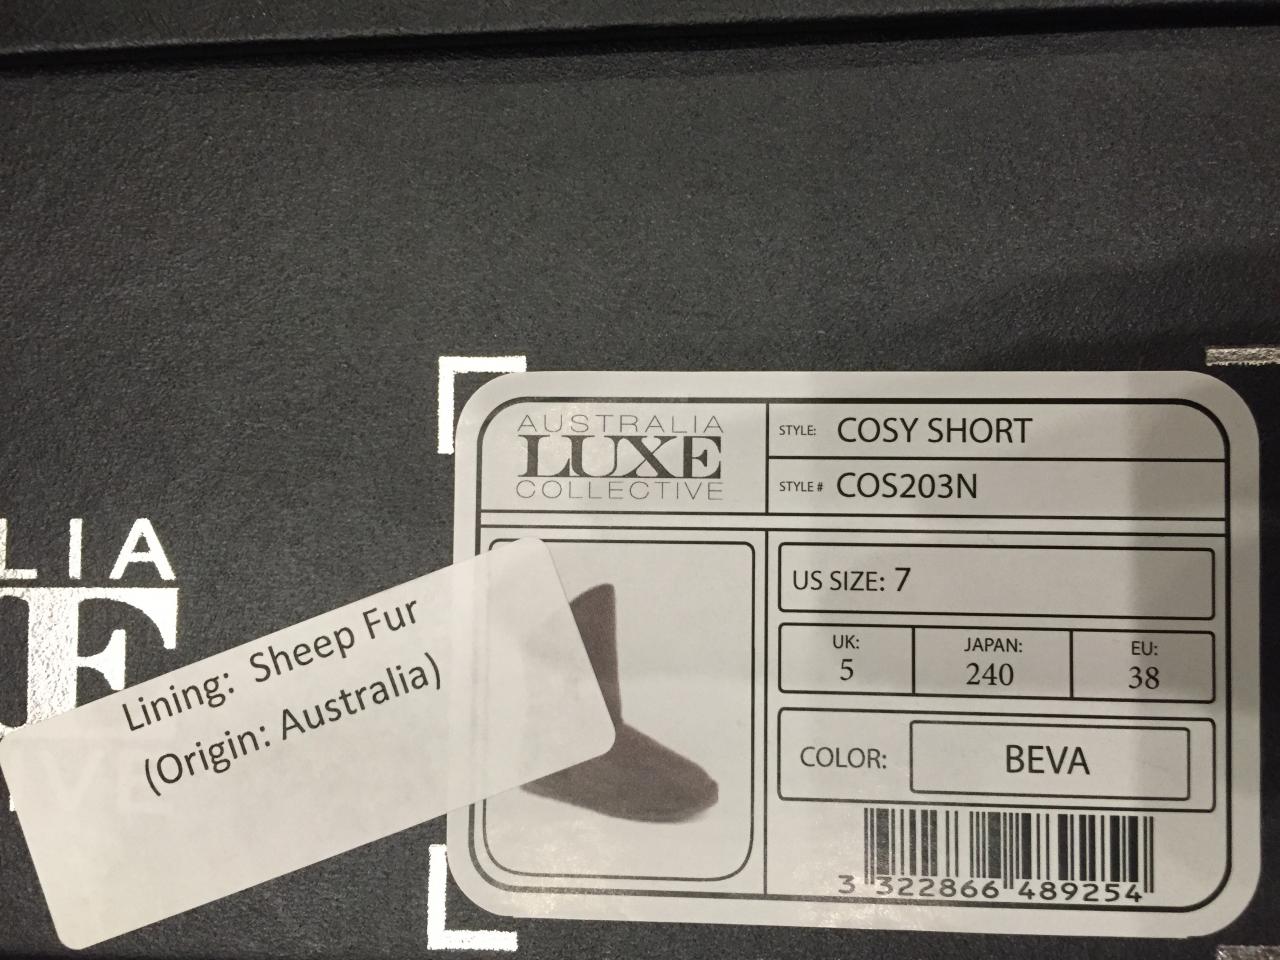 AUSTRALIA
LUXE
COLLECTIVE
STYLE: COSY SHORT
STYLE # COS203N
US SIZE: 7
UK: 5
JAPAN: 240
EU: 38
COLOR: BEVA
3 322866 489254
LIA
E
Lining: Sheep Fur
(Origin: Australia)